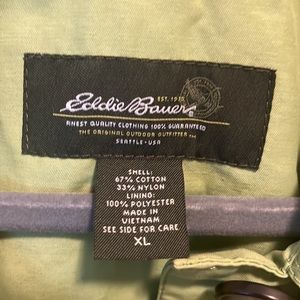 Eddie Bauer
EST. 1920
FINEST QUALITY CLOTHING 100% GUARANTEED
THE ORIGINAL OUTDOOR OUTFITTER ...
SEATTLE - USA
SHELL:
67% COTTON
33% NYLON
LINING:
100% POLYESTER
MADE IN
VIETNAM
SEE SIDE FOR CARE
XL